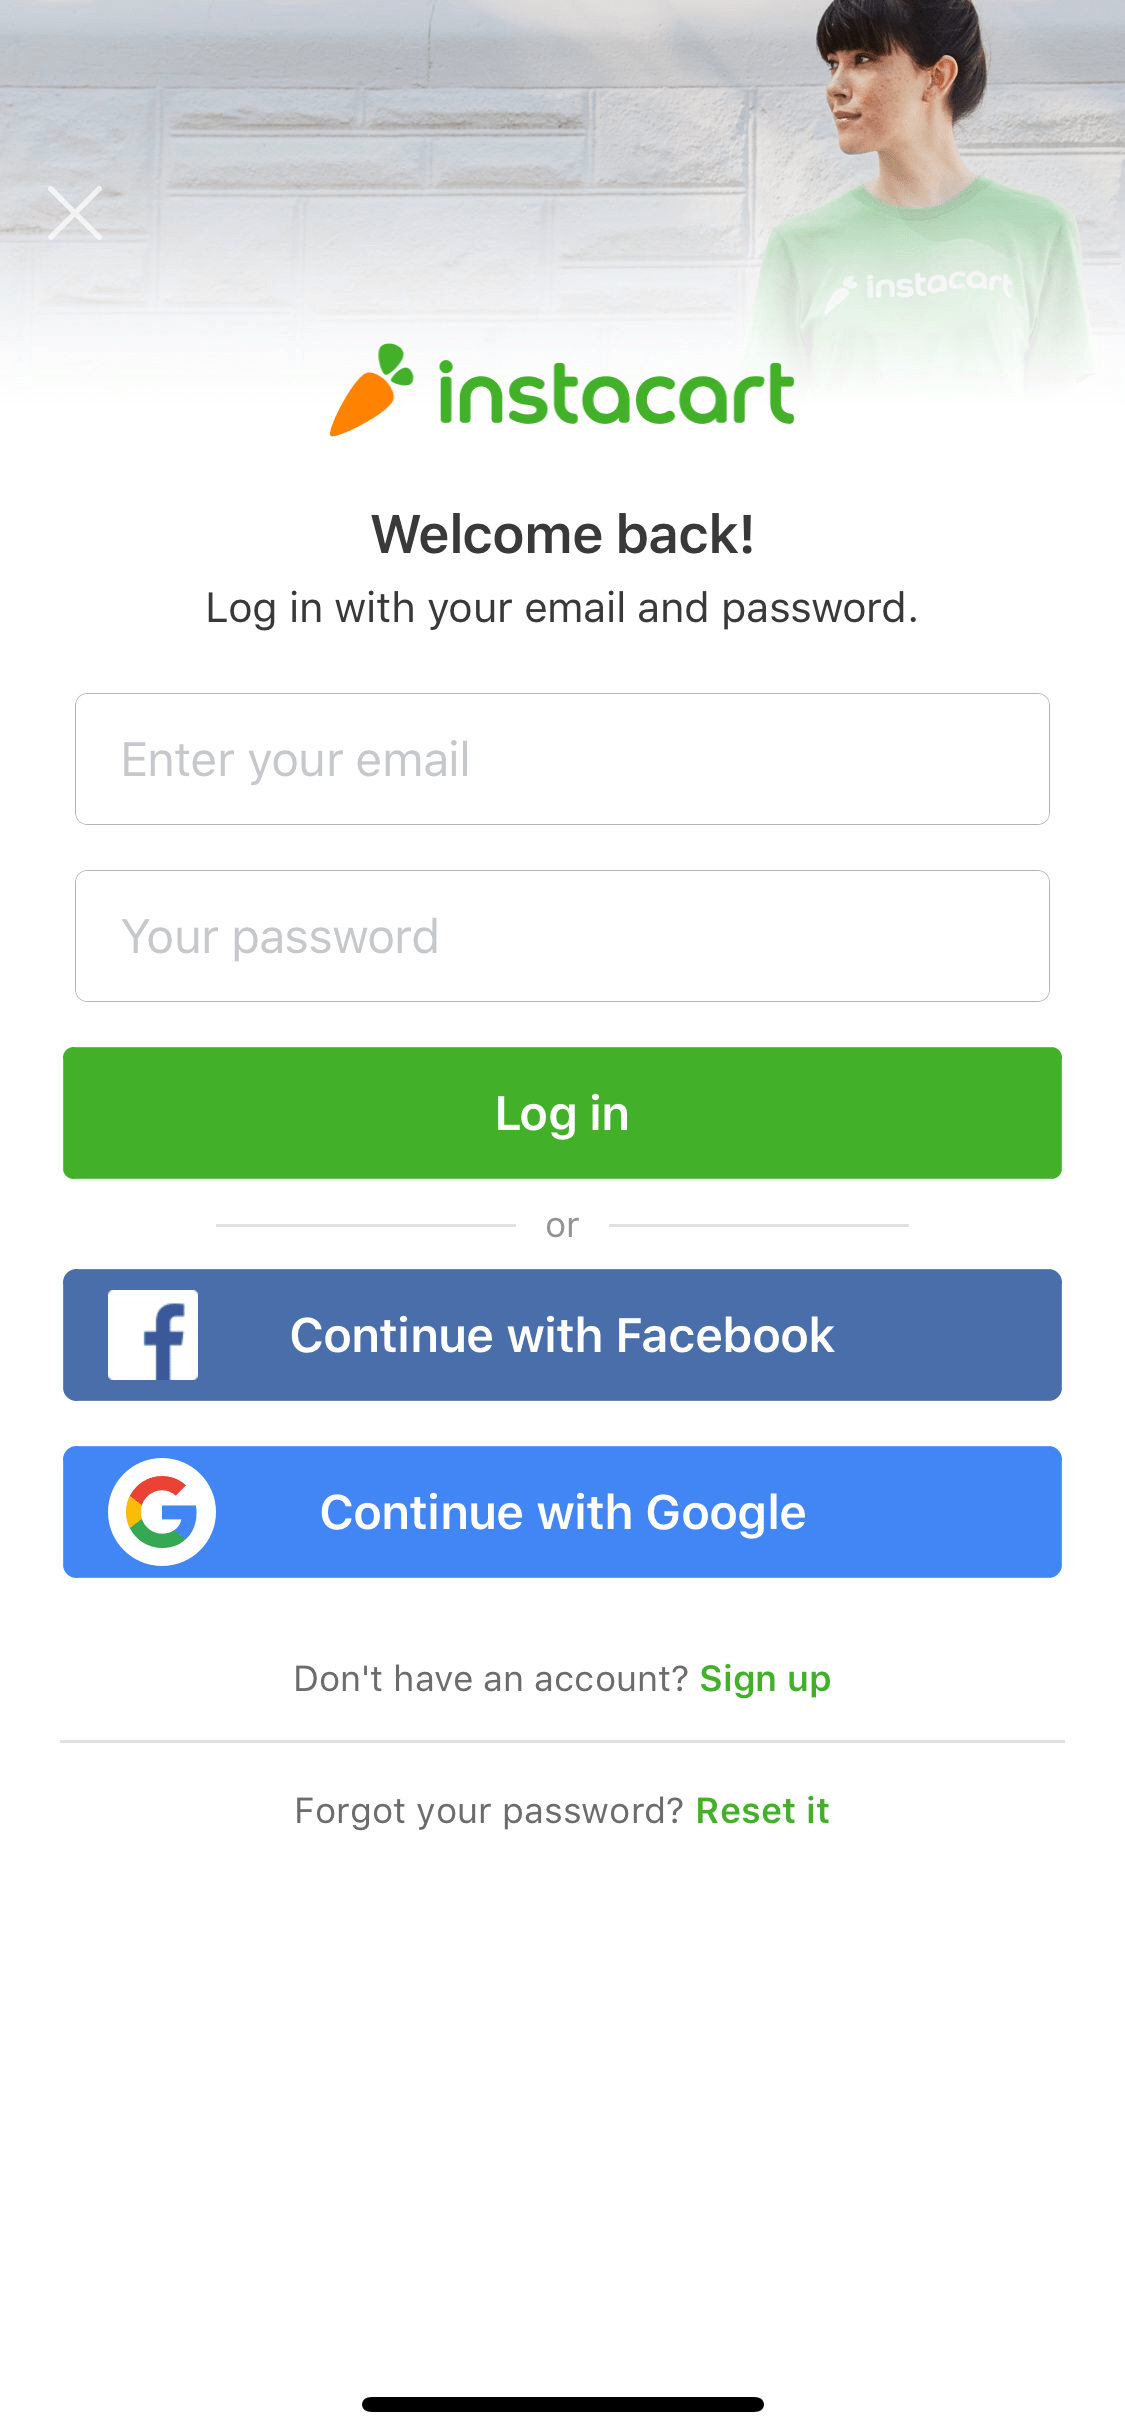 instacart
instacart
Welcome back!
Log in with your email and password.
Enter your email
Your password
Log in
or
f Continue with Facebook
G Continue with Google
Don't have an account? Sign up
Forgot your password? Reset it